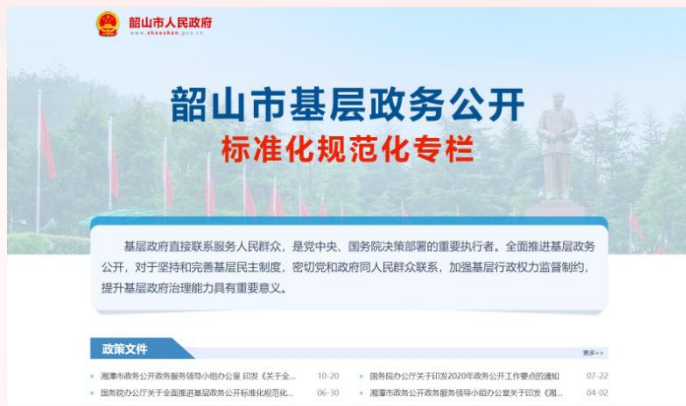 韶山市人民政府
www.shaoshan.gov.cn
韶山市基层政务公开
标准化规范化专栏
基层政府直接联系服务人民群众，是党中央、国务院决策部署的重要执行者。全面推进基层政务
公开，对于坚持和完善基层民主制度，密切党和政府同人民群众联系，加强基层行政权力监督制约，
提升基层政府治理能力具有重要意义。
政策文件
更多>>
湘潭市政务公开政务服务领导小组办公室 印发《关于全... 10-20
国务院办公厅关于印发2020年政务公开工作要点的通知 07-22
国务院办公厅关于全面推进基层政务公开标准化规范化... 06-30
湘潭市政务公开政务服务领导小组办公室关于印发《湘... 04-02